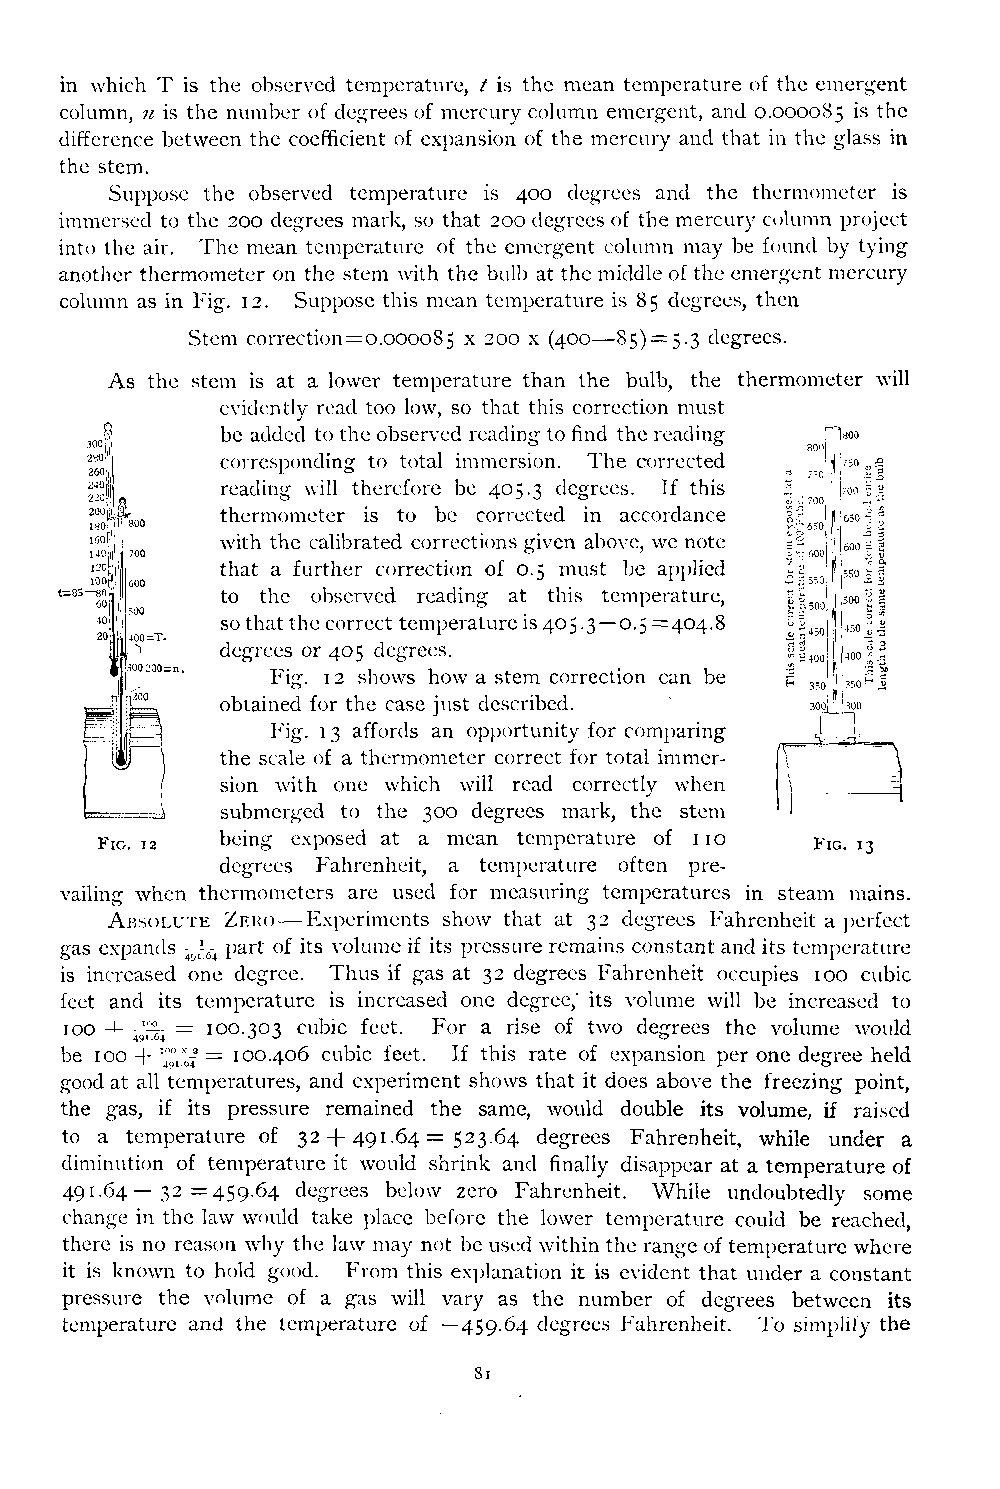 in which T is the observed temperature, t is the mean temperature of the emergent
column, n is the number of degrees of mercury column emergent, and 0.000085 is the
difference between the coefficient of expansion of the mercury and that in the glass in
the stem.
Suppose the observed temperature is 400 degrees and the thermometer is
immersed to the 200 degrees mark, so that 200 degrees of the mercury column project
into the air. The mean temperature of the emergent column may be found by tying
another thermometer on the stem with the bulb at the middle of the emergent mercury
column as in Fig. 12. Suppose this mean temperature is 85 degrees, then
Stem correction=0.000085 x 200 x (400—85)=5.3 degrees.
As the stem is at a lower temperature than the bulb, the thermometer will
evidently read too low, so that this correction must
be added to the observed reading to find the reading
corresponding to total immersion. The corrected
reading will therefore be 405.3 degrees. If this
thermometer is to be corrected in accordance
with the calibrated corrections given above, we note
that a further correction of 0.5 must be applied
to the observed reading at this temperature,
so that the correct temperature is 405.3—0.5=404.8
degrees or 405 degrees.
Fig. 12 shows how a stem correction can be
obtained for the case just described.
Fig. 13 affords an opportunity for comparing
the scale of a thermometer correct for total immer-
sion with one which will read correctly when
submerged to the 300 degrees mark, the stem
being exposed at a mean temperature of 110
degrees Fahrenheit, a temperature often pre-
vailing when thermometers are used for measuring temperatures in steam mains.
300
280
260
240
220
200
180
160
140
120
100
t=85—80
60
40
20
800
700
600
500
400=T.
300 200=n.
200
FIG. 12
800
750
700
650
600
550
500
450
400
350
300
800
750
700
650
600
550
500
450
400
350
300
This scale correct for stem exposed at a
mean temperature of 110° Fahr.
This scale correct for stem heated entire
length to the same temperature as the bulb
FIG. 13
ABSOLUTE ZERO—Experiments show that at 32 degrees Fahrenheit a perfect
gas expands 1/491.64 part of its volume if its pressure remains constant and its temperature
is increased one degree. Thus if gas at 32 degrees Fahrenheit occupies 100 cubic
feet and its temperature is increased one degree, its volume will be increased to
100 + 100/491.64 = 100.303 cubic feet. For a rise of two degrees the volume would
be 100 + 100 x 2/491.64 = 100.406 cubic feet. If this rate of expansion per one degree held
good at all temperatures, and experiment shows that it does above the freezing point,
the gas, if its pressure remained the same, would double its volume, if raised
to a temperature of 32 + 491.64 = 523.64 degrees Fahrenheit, while under a
diminution of temperature it would shrink and finally disappear at a temperature of
491.64 — 32 = 459.64 degrees below zero Fahrenheit. While undoubtedly some
change in the law would take place before the lower temperature could be reached,
there is no reason why the law may not be used within the range of temperature where
it is known to hold good. From this explanation it is evident that under a constant
pressure the volume of a gas will vary as the number of degrees between its
temperature and the temperature of —459.64 degrees Fahrenheit. To simplify the
81